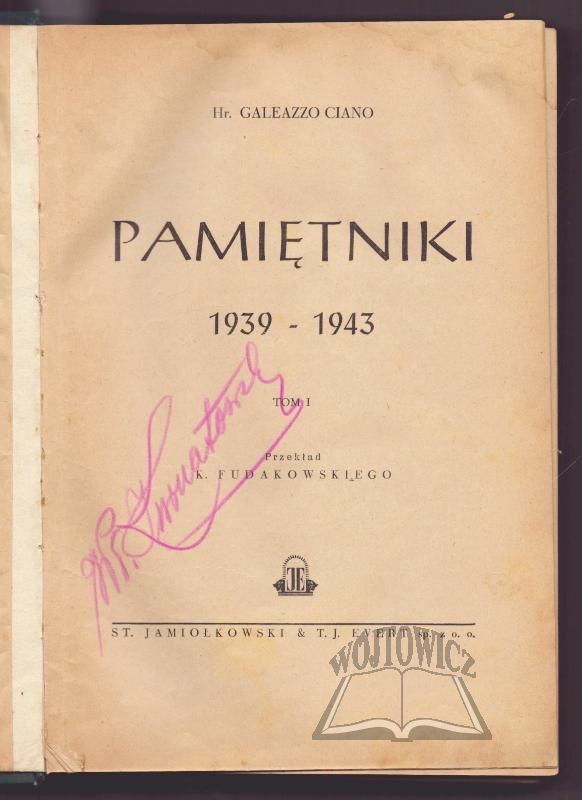 Hr. GALEAZZO CIANO
PAMIĘTNIKI
1939 - 1943
TOM I
Przekład
K. FUDAKOWSKIEGO
JE
ST. JAMIOŁKOWSKI & T. J. EVERT sp. z o. o.
WÓJTOWICZ